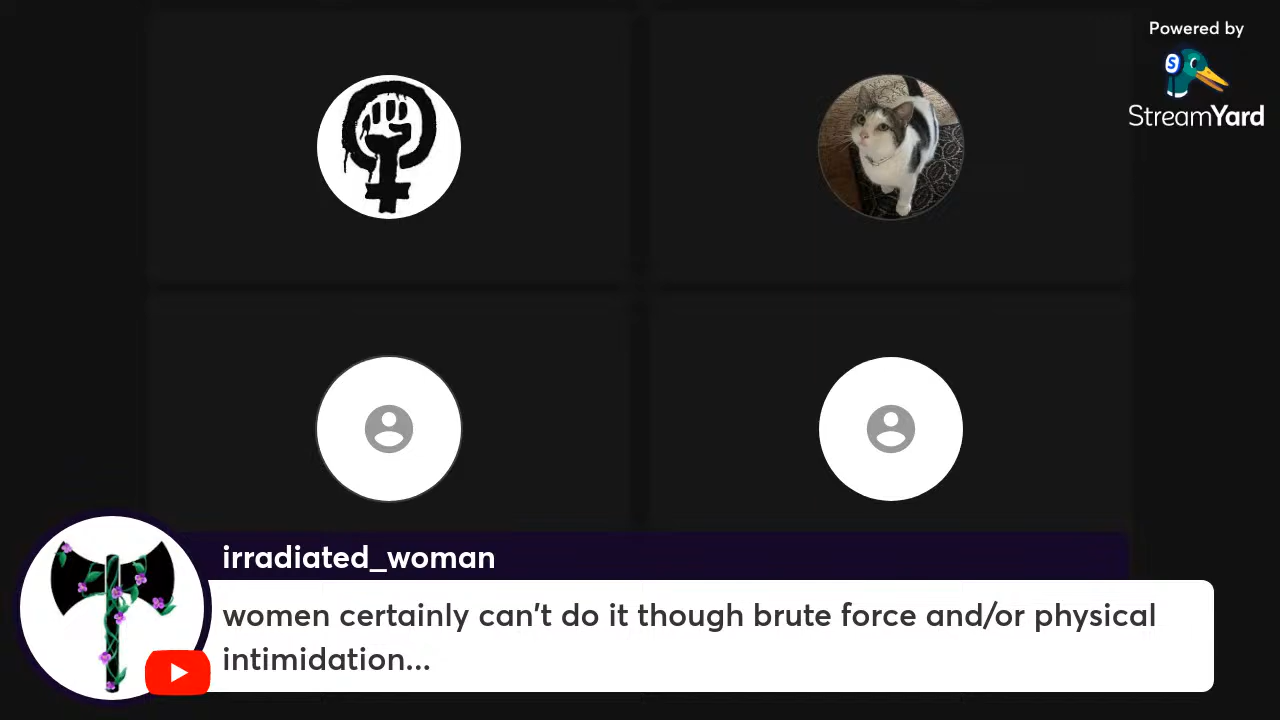 Powered by
StreamYard
irradiated_woman
women certainly can't do it though brute force and/or physical
intimidation...